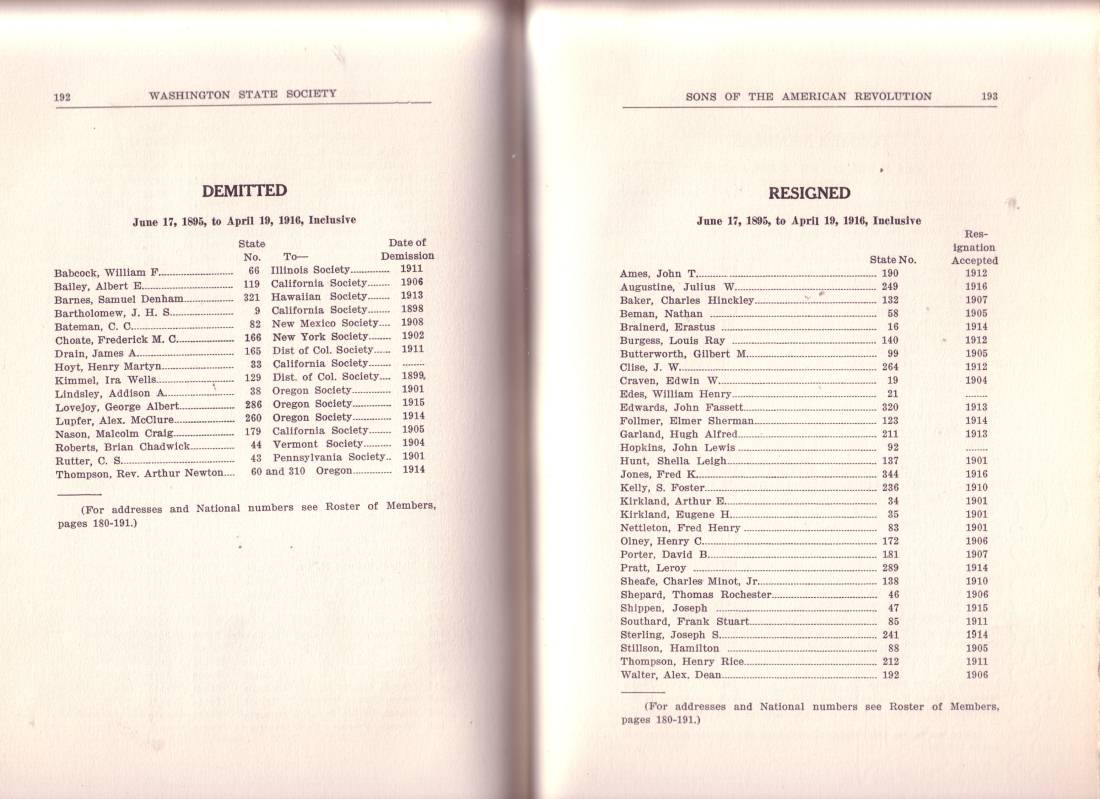 192 WASHINGTON STATE SOCIETY
DEMITTED
June 17, 1895, to April 19, 1916, Inclusive
State Date of
No. To— Demission
Babcock, William F. 66 Illinois Society 1911
Bailey, Albert E. 119 California Society 1906
Barnes, Samuel Denham 321 Hawaiian Society 1913
Bartholomew, J. H. S. 9 California Society 1898
Bateman, C. C. 82 New Mexico Society 1908
Choate, Frederick M. C. 166 New York Society 1902
Drain, James A. 165 Dist of Col. Society 1911
Hoyt, Henry Martyn 33 California Society
Kimmel, Ira Wells 129 Dist. of Col. Society 1899,
Lindsley, Addison A. 38 Oregon Society 1901
Lovejoy, George Albert 286 Oregon Society 1915
Lupfer, Alex. McClure 260 Oregon Society 1914
Nason, Malcolm Craig 179 California Society 1905
Roberts, Brian Chadwick 44 Vermont Society 1904
Rutter, C. S. 43 Pennsylvania Society 1901
Thompson, Rev. Arthur Newton 60 and 310 Oregon 1914
(For addresses and National numbers see Roster of Members,
pages 180-191.)
SONS OF THE AMERICAN REVOLUTION 193
RESIGNED
June 17, 1895, to April 19, 1916, Inclusive
Res-
ignation
State No. Accepted
Ames, John T. 190 1912
Augustine, Julius W. 249 1916
Baker, Charles Hinckley 132 1907
Beman, Nathan 58 1905
Brainerd, Erastus 16 1914
Burgess, Louis Ray 140 1912
Butterworth, Gilbert M. 99 1905
Clise, J. W. 264 1912
Craven, Edwin W. 19 1904
Edes, William Henry 21
Edwards, John Fassett 320 1913
Follmer, Elmer Sherman 123 1914
Garland, Hugh Alfred 211 1913
Hopkins, John Lewis 92
Hunt, Shella Leigh 137 1901
Jones, Fred K. 344 1916
Kelly, S. Foster 236 1910
Kirkland, Arthur E. 34 1901
Kirkland, Eugene H. 35 1901
Nettleton, Fred Henry 83 1901
Olney, Henry C. 172 1906
Porter, David B. 181 1907
Pratt, Leroy 289 1914
Sheafe, Charles Minot, Jr. 138 1910
Shepard, Thomas Rochester 46 1906
Shippen, Joseph 47 1915
Southard, Frank Stuart 85 1911
Sterling, Joseph S. 241 1914
Stillson, Hamilton 88 1905
Thompson, Henry Rice 212 1911
Walter, Alex. Dean 192 1906
(For addresses and National numbers see Roster of Members,
pages 180-191.)